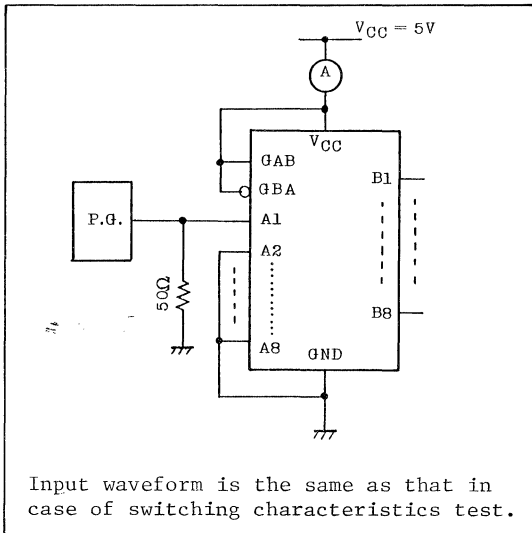 VCC = 5V
A
VCC
GAB
GBA
B1
P.G.
A1
A2
50Ω
A8
B8
GND
Input waveform is the same as that in
case of switching characteristics test.